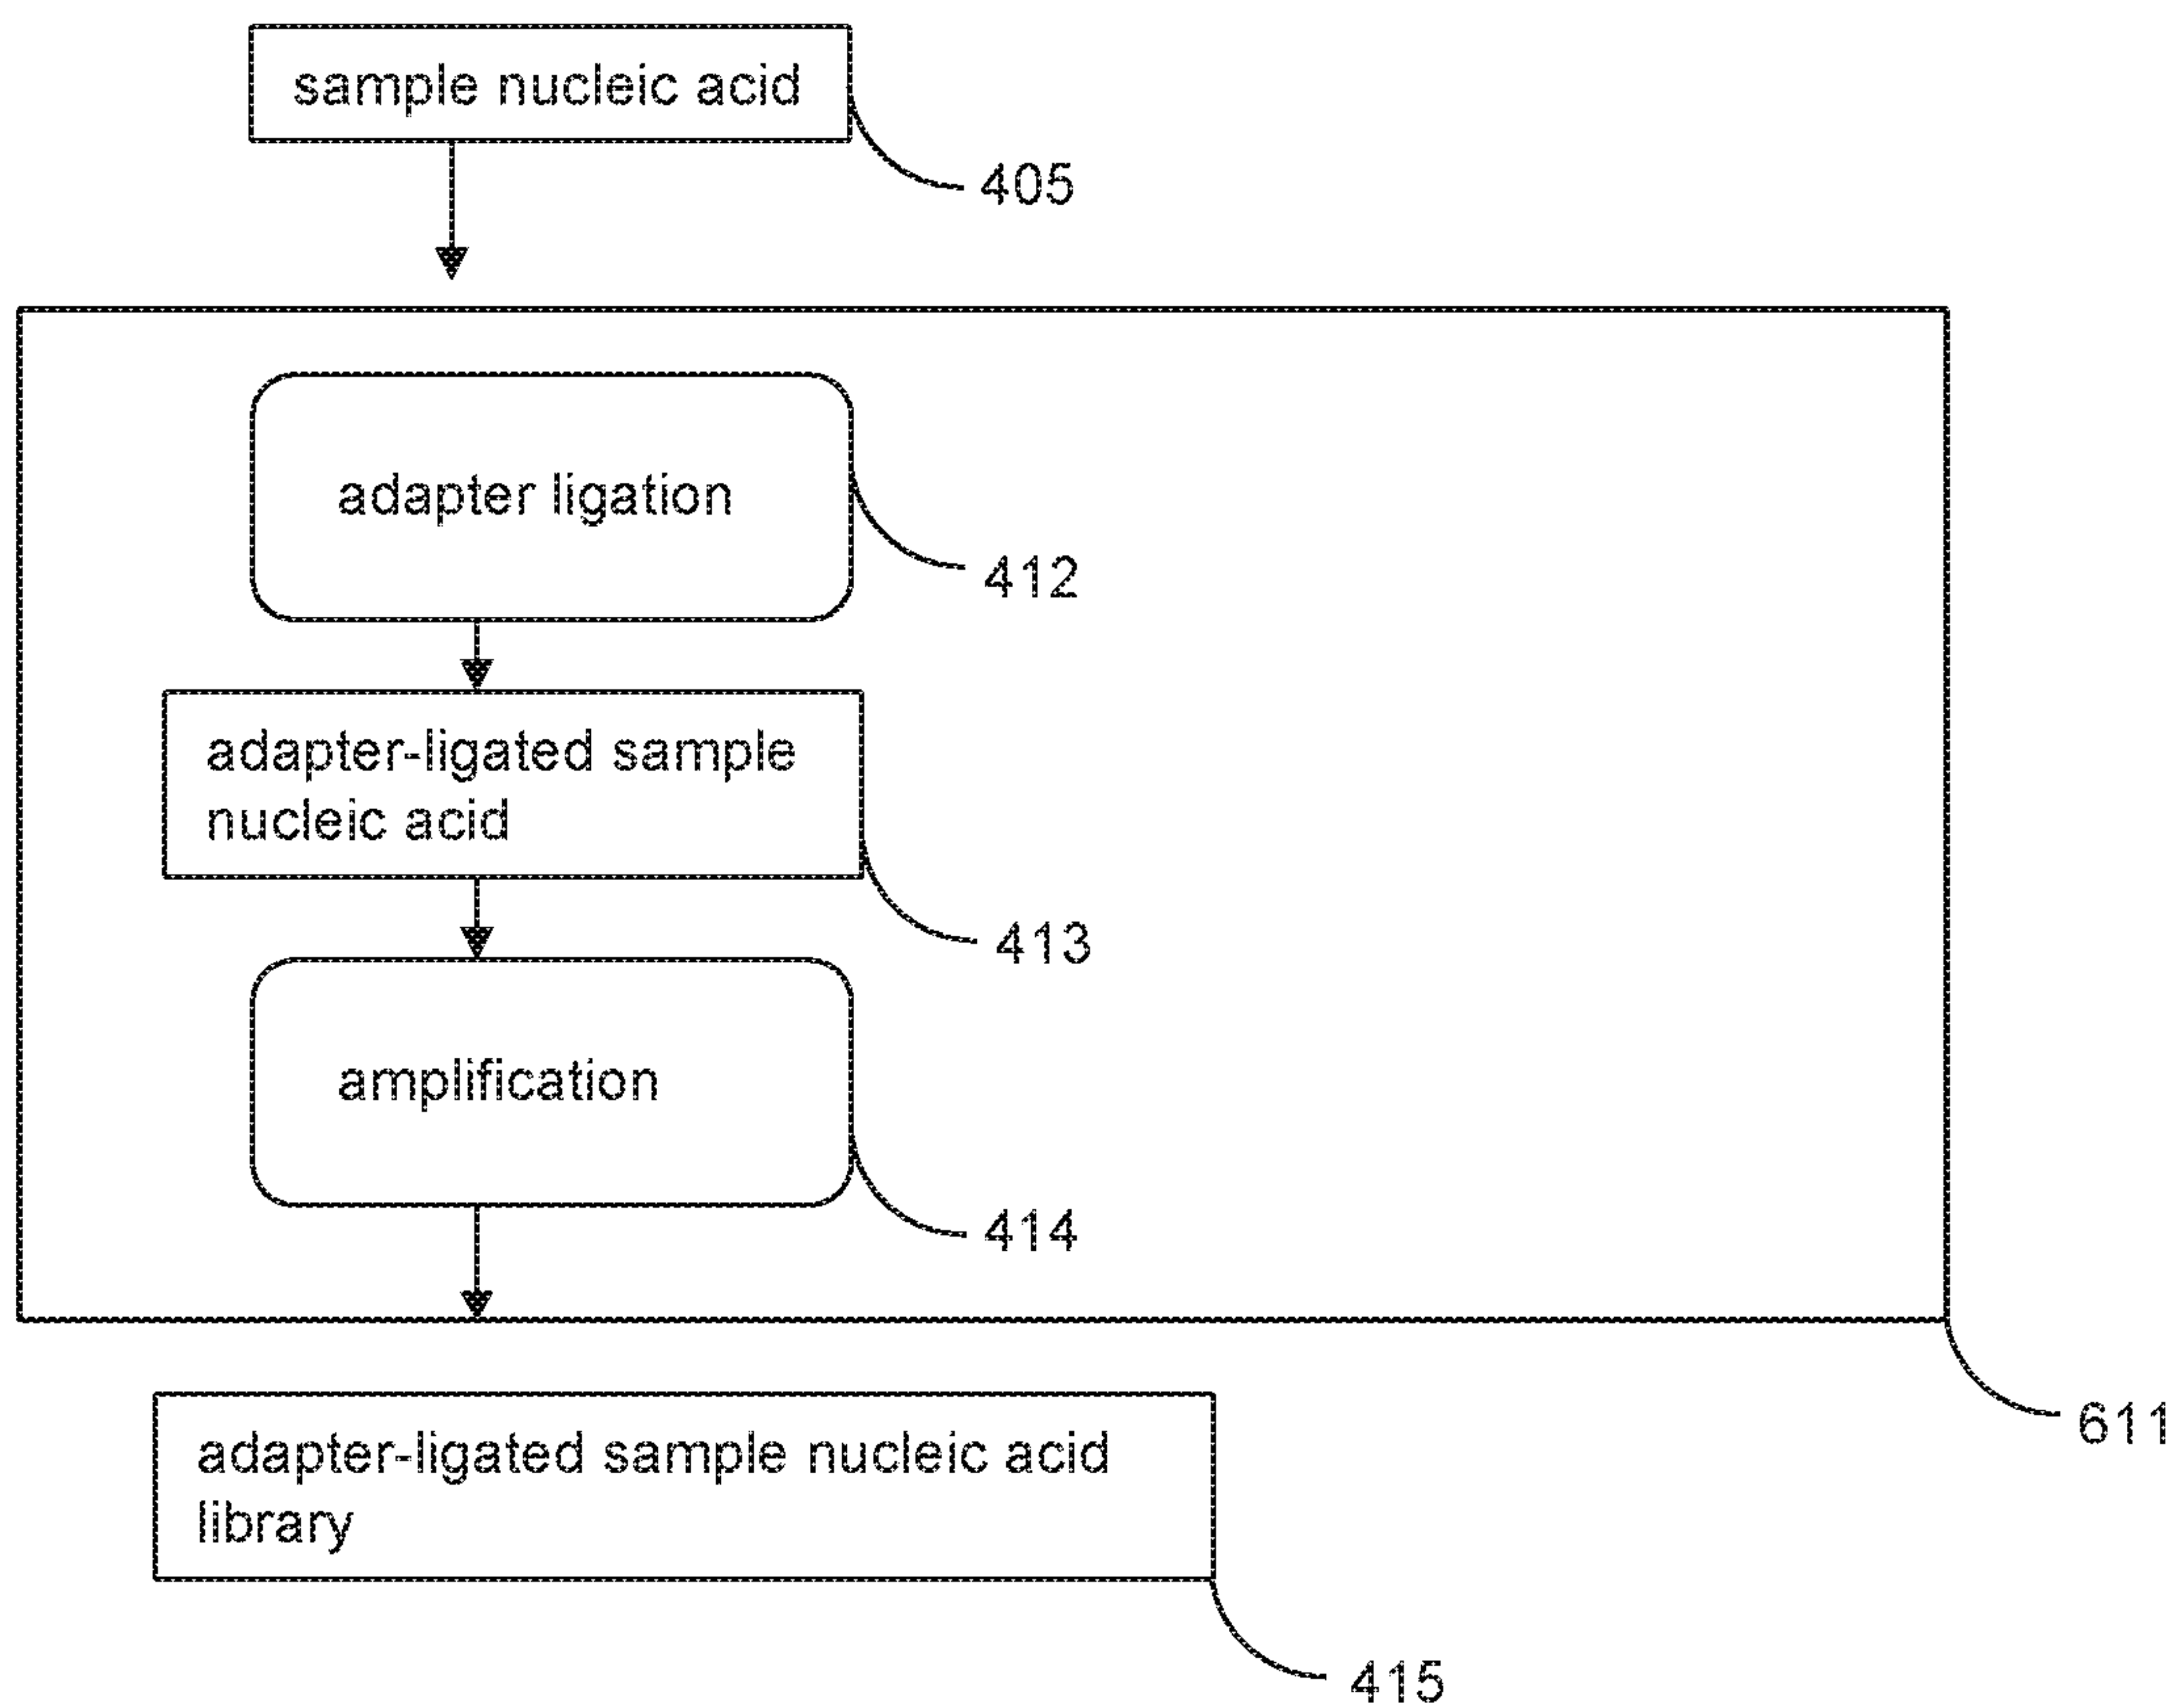 sample nucleic acid
405
adapter ligation
412
adapter-ligated sample
nucleic acid
413
amplification
414
611
adapter-ligated sample nucleic acid
library
415